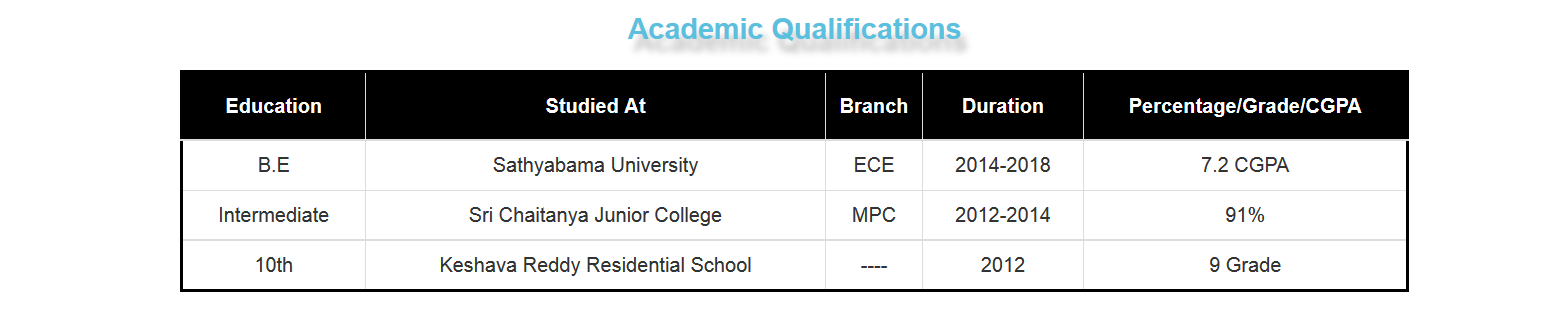 Academic Qualifications
Education Studied At Branch Duration Percentage/Grade/CGPA
B.E Sathyabama University ECE 2014-2018 7.2 CGPA
Intermediate Sri Chaitanya Junior College MPC 2012-2014 91%
10th Keshava Reddy Residential School ---- 2012 9 Grade